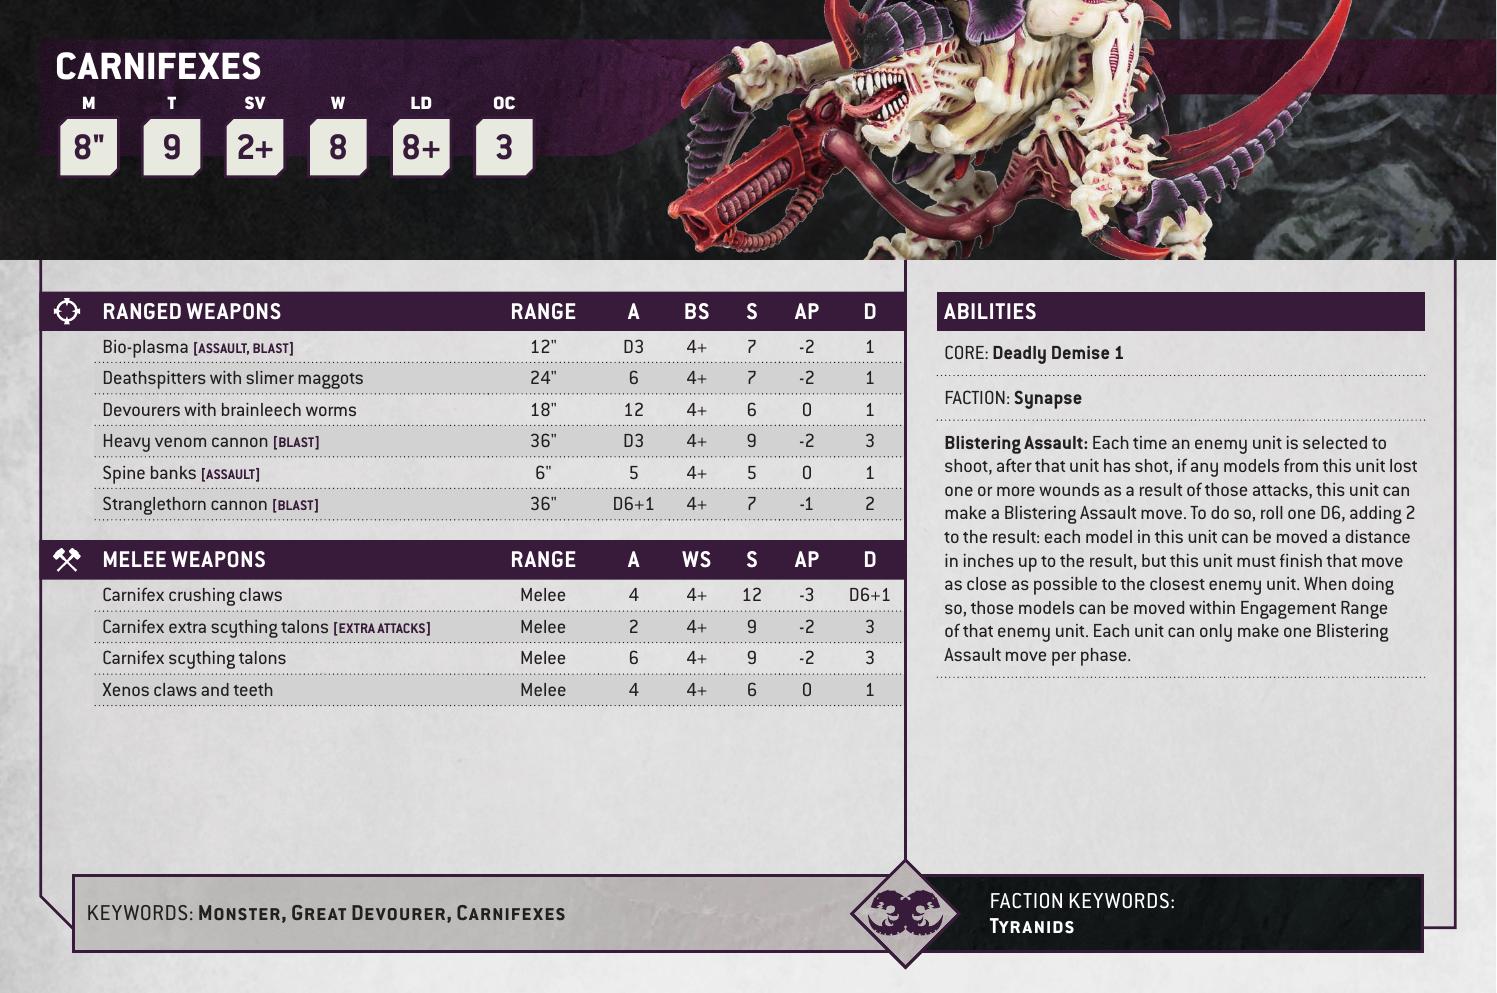 CARNIFEXES
M T SV W LD OC
8" 9 2+ 8 8+ 3
RANGED WEAPONS RANGE A BS S AP D
Bio-plasma [ASSAULT, BLAST] 12" D3 4+ 7 -2 1
Deathspitters with slimer maggots 24" 6 4+ 7 -2 1
Devourers with brainleech worms 18" 12 4+ 6 0 1
Heavy venom cannon [BLAST] 36" D3 4+ 9 -2 3
Spine banks [ASSAULT] 6" 5 4+ 5 0 1
Stranglethorn cannon [BLAST] 36" D6+1 4+ 7 -1 2
MELEE WEAPONS RANGE A WS S AP D
Carnifex crushing claws Melee 4 4+ 12 -3 D6+1
Carnifex extra scything talons [EXTRA ATTACKS] Melee 2 4+ 9 -2 3
Carnifex scything talons Melee 6 4+ 9 -2 3
Xenos claws and teeth Melee 4 4+ 6 0 1
ABILITIES
CORE: Deadly Demise 1
FACTION: Synapse
Blistering Assault: Each time an enemy unit is selected to
shoot, after that unit has shot, if any models from this unit lost
one or more wounds as a result of those attacks, this unit can
make a Blistering Assault move. To do so, roll one D6, adding 2
to the result: each model in this unit can be moved a distance
in inches up to the result, but this unit must finish that move
as close as possible to the closest enemy unit. When doing
so, those models can be moved within Engagement Range
of that enemy unit. Each unit can only make one Blistering
Assault move per phase.
KEYWORDS: MONSTER, GREAT DEVOURER, CARNIFEXES
FACTION KEYWORDS:
TYRANIDS